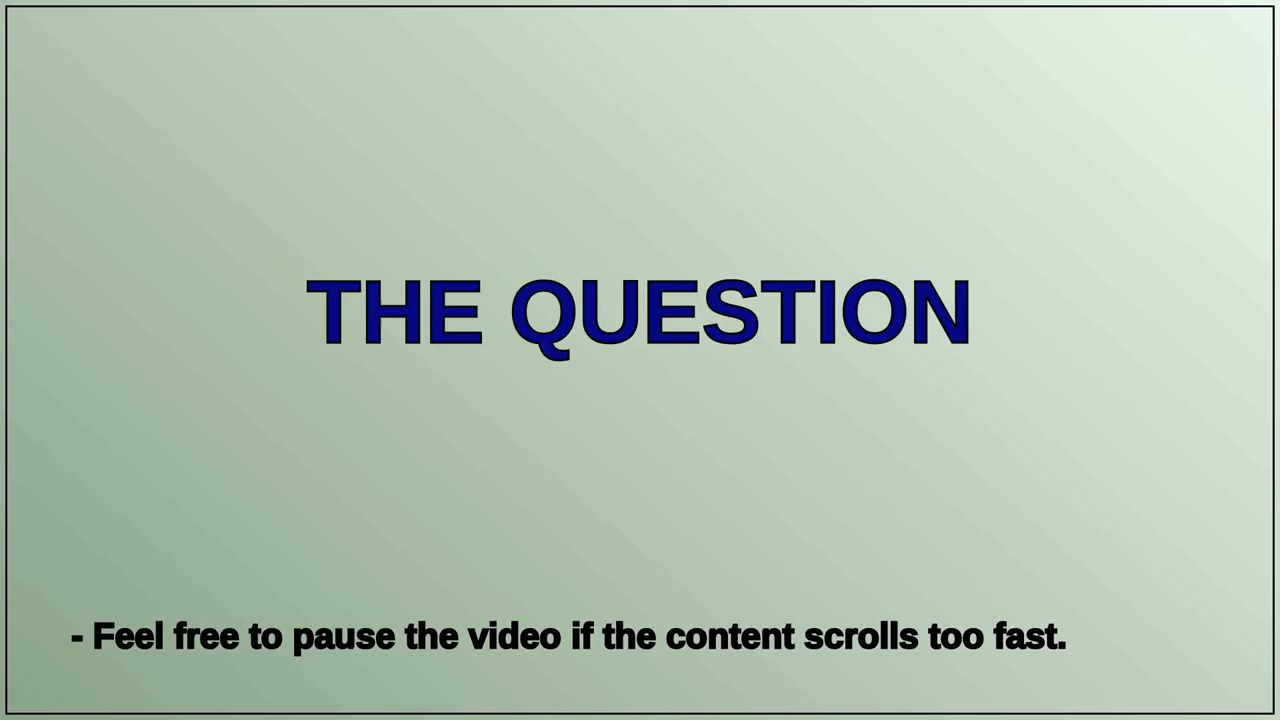 THE QUESTION
- Feel free to pause the video if the content scrolls too fast.